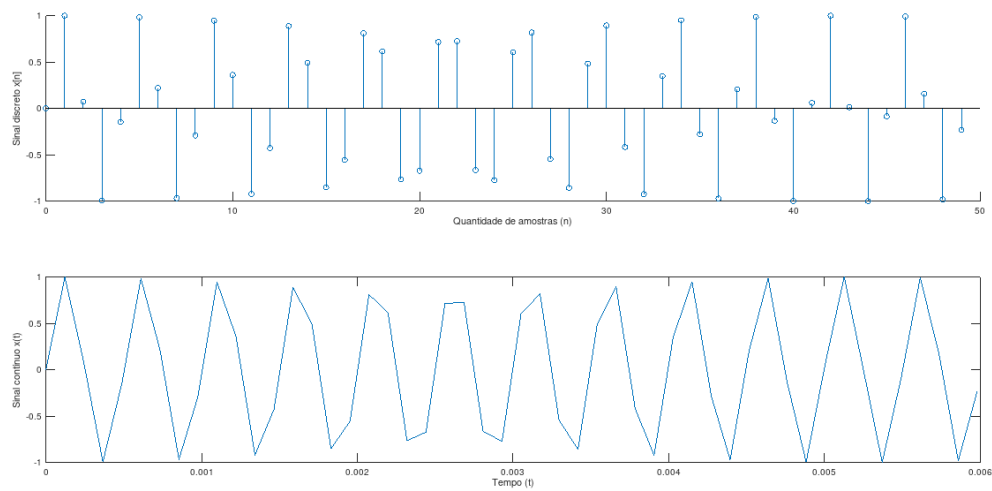 1
0.5
0
-0.5
-1
Sinal discreto x[n]
0 10 20 30 40 50
Quantidade de amostras (n)
1
0.5
0
-0.5
-1
Sinal continuo x(t)
0 0.001 0.002 0.003 0.004 0.005 0.006
Tempo (t)